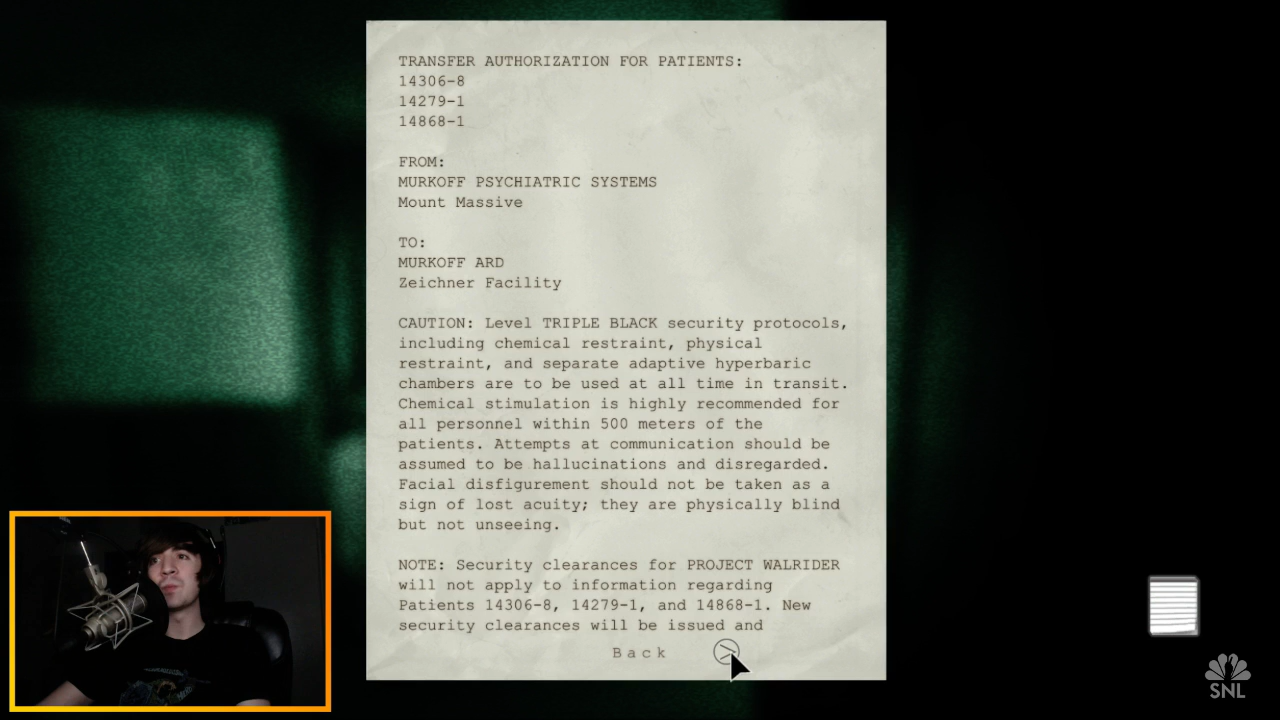 TRANSFER AUTHORIZATION FOR PATIENTS:
14306-8
14279-1
14868-1
FROM:
MURKOFF PSYCHIATRIC SYSTEMS
Mount Massive
TO:
MURKOFF ARD
Zeichner Facility
CAUTION: Level TRIPLE BLACK security protocols,
including chemical restraint, physical
restraint, and separate adaptive hyperbaric
chambers are to be used at all time in transit.
Chemical stimulation is highly recommended for
all personnel within 500 meters of the
patients. Attempts at communication should be
assumed to be hallucinations and disregarded.
Facial disfigurement should not be taken as a
sign of lost acuity; they are physically blind
but not unseeing.
NOTE: Security clearances for PROJECT WALRIDER
will not apply to information regarding
Patients 14306-8, 14279-1, and 14868-1. New
security clearances will be issued and
Back >
SNL